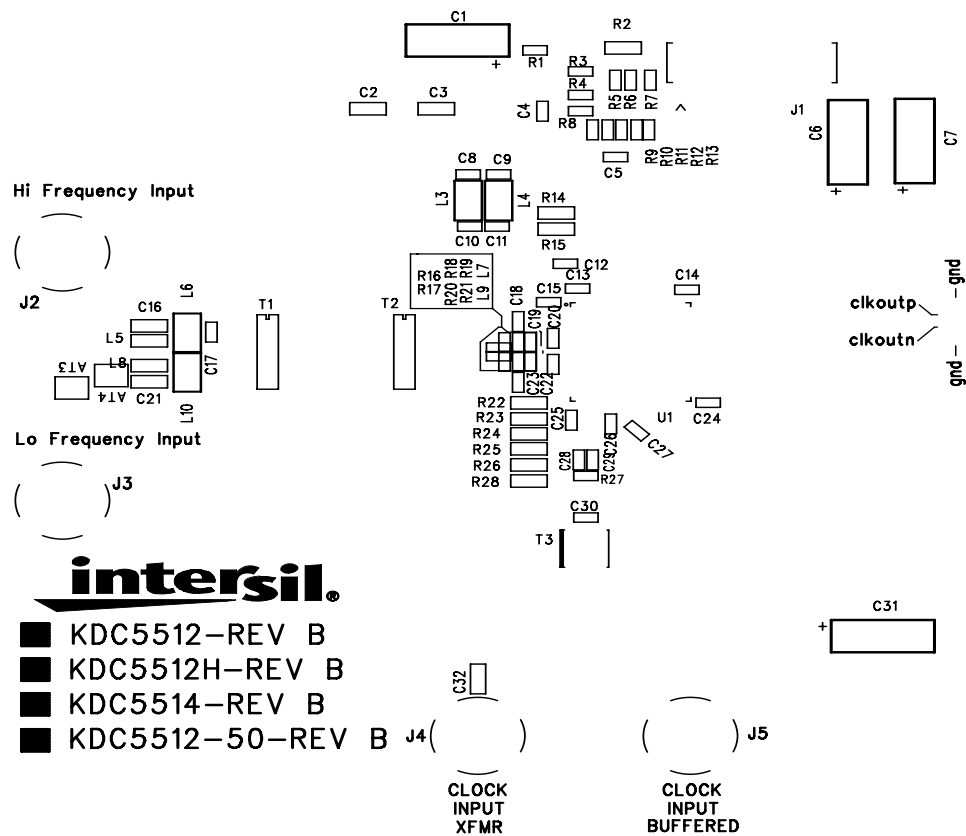 C1
+
R1
R2
R3
R4
R5
R6
R7
C2
C3
C4
R8
J1
C6
C7
+
+
R9
R10
R11
R12
R13
C5
C8
C9
L3
L4
C10
C11
R14
R15
Hi Frequency Input
J2
C12
C13
C14
R16
R17
R18
R19
L7
R20
R21
L9
C15
C18
C19
C20
gnd
clkoutp
clkoutn
gnd
C16
L6
L5
L8
C17
T1
T2
AT3
AT4
C21
L10
C23
C22
R22
R23
R24
R25
R26
R28
C25
U1
C24
C26
C27
C28
C29
R27
Lo Frequency Input
J3
C30
T3
intersil®
KDC5512-REV B
KDC5512H-REV B
KDC5514-REV B
KDC5512-50-REV B
C31
+
C32
J4
J5
CLOCK
INPUT
XFMR
CLOCK
INPUT
BUFFERED